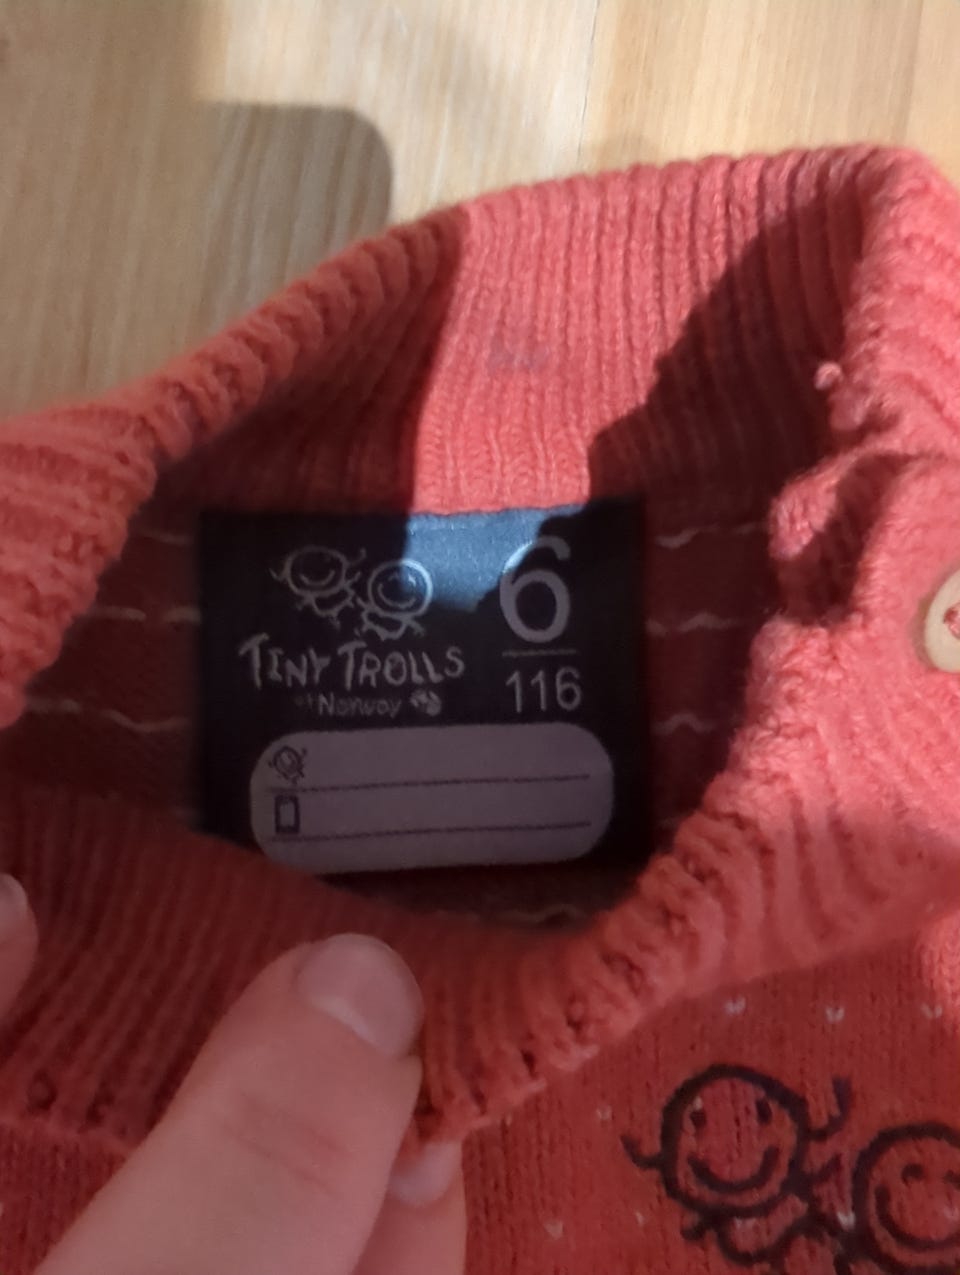 TINY TROLLS
of Norway
6
116